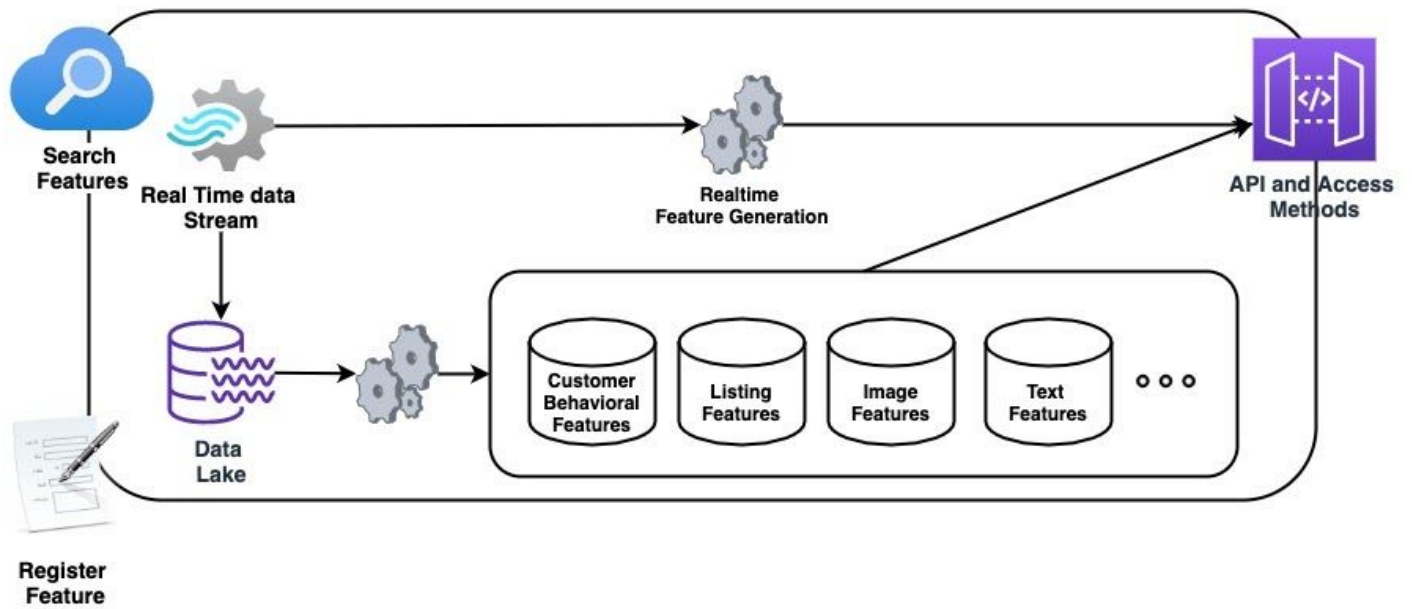 Search
Features
Real Time data
Stream
Realtime
Feature Generation
</>
API and Access
Methods
Customer
Behavioral
Features
Listing
Features
Image
Features
Text
Features
Data
Lake
Register
Feature